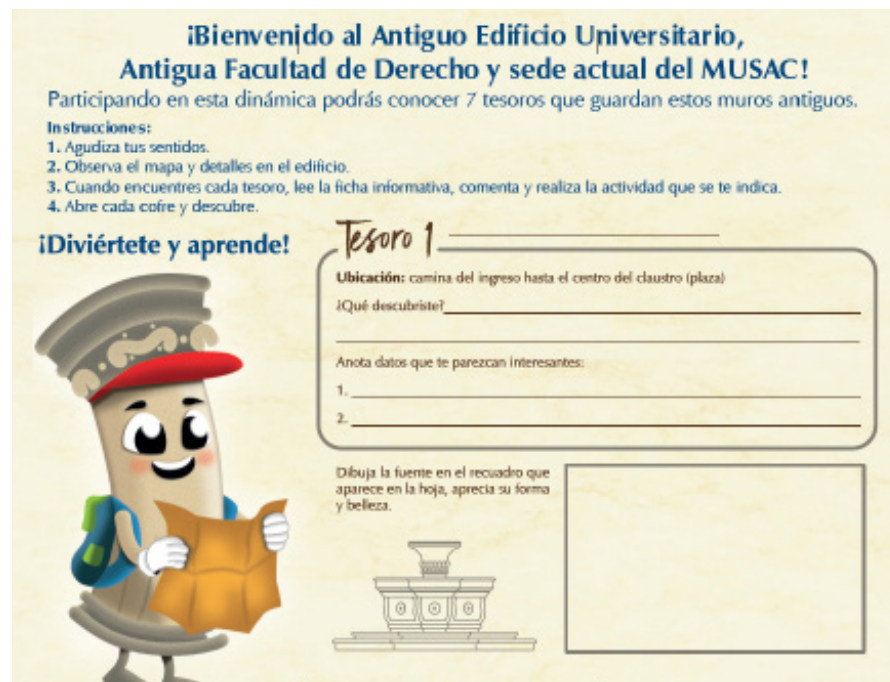 ¡Bienvenido al Antiguo Edificio Universitario,
Antigua Facultad de Derecho y sede actual del MUSAC!
Participando en esta dinámica podrás conocer 7 tesoros que guardan estos muros antiguos.
Instrucciones:
1. Agudiza tus sentidos.
2. Observa el mapa y detalles en el edificio.
3. Cuando encuentres cada tesoro, lee la ficha informativa, comenta y realiza la actividad que se te indica.
4. Abre cada cofre y descubre.
¡Diviértete y aprende!
Tesoro 1
Ubicación: camina del ingreso hasta el centro del claustro (plaza)
¿Qué descubriste?
Anota datos que te parezcan interesantes:
1.
2.
Dibuja la fuente en el recuadro que
aparece en la hoja, aprecia su forma
y belleza.